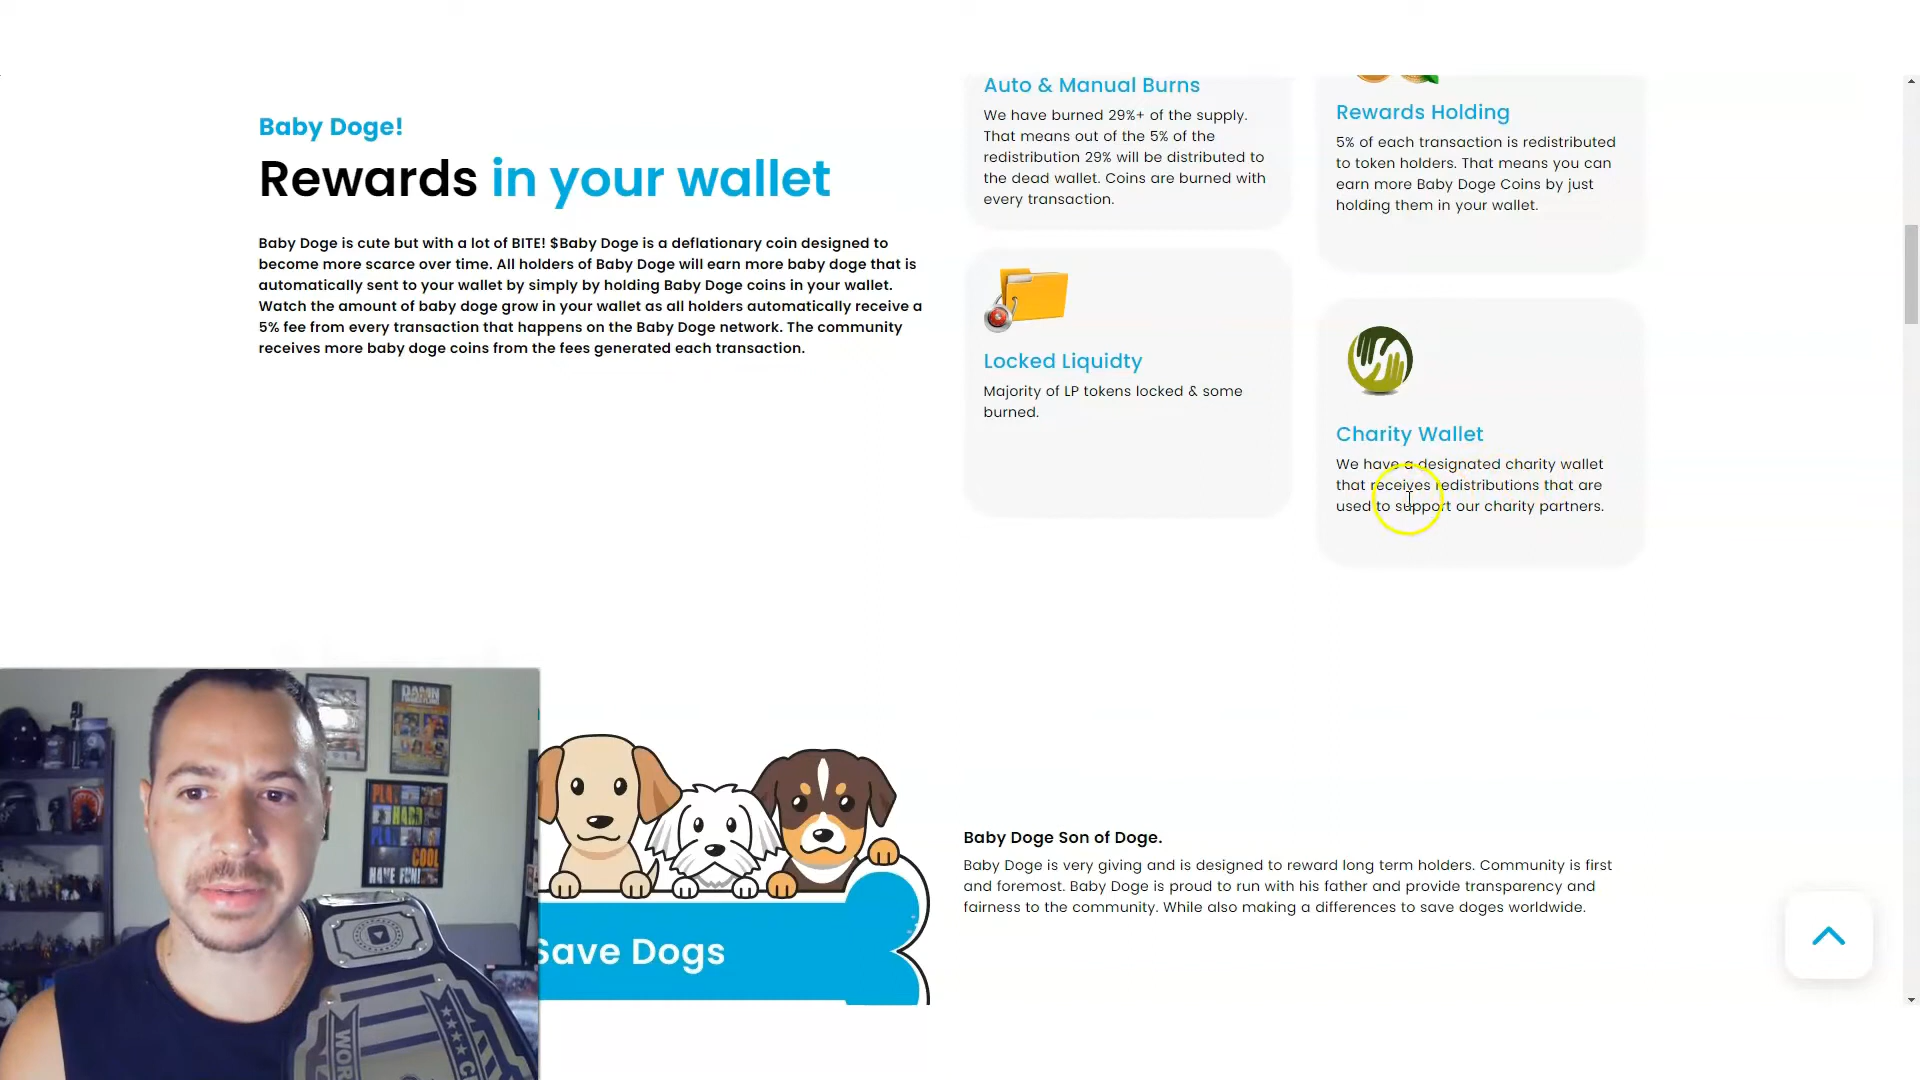 Baby Doge!
Rewards in your wallet
Baby Doge is cute but with a lot of BITE! $Baby Doge is a deflationary coin designed to
become more scarce over time. All holders of Baby Doge will earn more baby doge that is
automatically sent to your wallet by simply by holding Baby Doge coins in your wallet.
Watch the amount of baby doge grow in your wallet as all holders automatically receive a
5% fee from every transaction that happens on the Baby Doge network. The community
receives more baby doge coins from the fees generated each transaction.
Auto & Manual Burns
We have burned 29%+ of the supply.
That means out of the 5% of the
redistribution 29% will be distributed to
the dead wallet. Coins are burned with
every transaction.
Rewards Holding
5% of each transaction is redistributed
to token holders. That means you can
earn more Baby Doge Coins by just
holding them in your wallet.
Locked Liquidty
Majority of LP tokens locked & some
burned.
Charity Wallet
We have a designated charity wallet
that receives redistributions that are
used to support our charity partners.
DAMN
PLAY
HARD
PLAY
COOL
HAVE FUN!
WOR
Save Dogs
Baby Doge Son of Doge.
Baby Doge is very giving and is designed to reward long term holders. Community is first
and foremost. Baby Doge is proud to run with his father and provide transparency and
fairness to the community. While also making a differences to save doges worldwide.